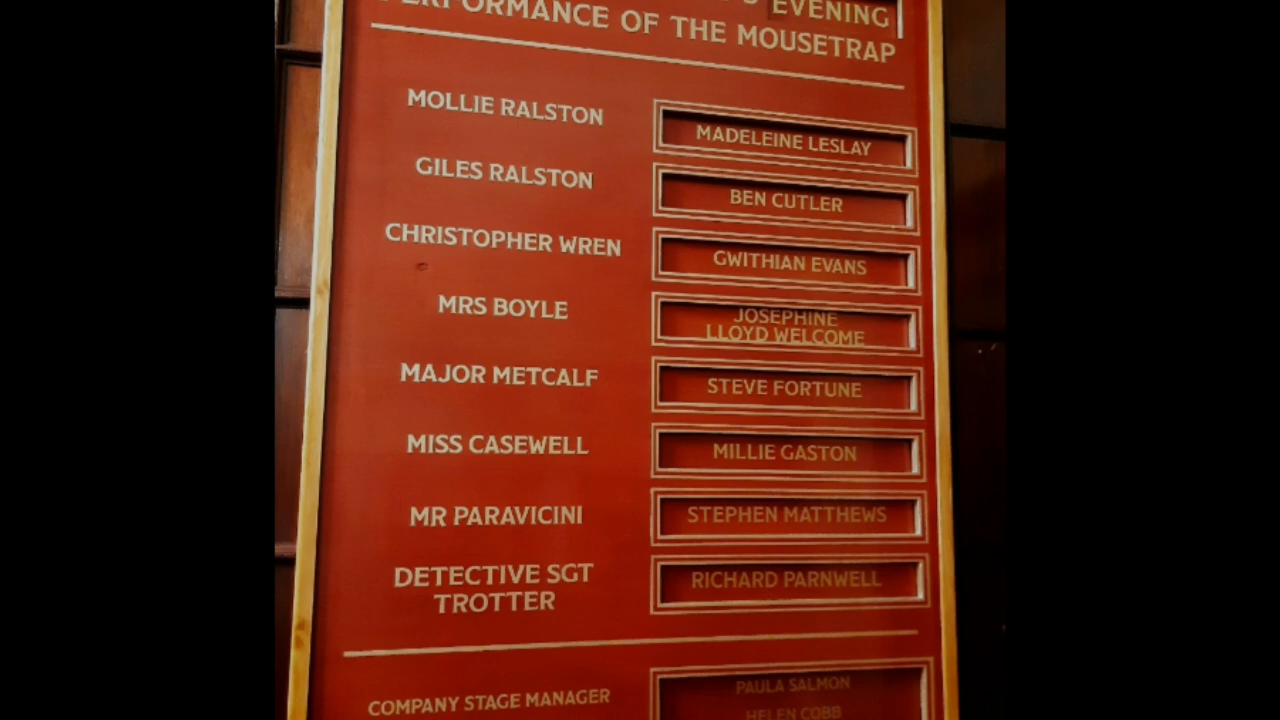 EVENING
PERFORMANCE OF THE MOUSETRAP
MOLLIE RALSTON
MADELEINE LESLAY
GILES RALSTON
BEN CUTLER
CHRISTOPHER WREN
GWITHIAN EVANS
MRS BOYLE
JOSEPHINE
LLOYD WELCOME
MAJOR METCALF
STEVE FORTUNE
MISS CASEWELL
MILLIE GASTON
MR PARAVICINI
STEPHEN MATTHEWS
DETECTIVE SGT
TROTTER
RICHARD PARNWELL
COMPANY STAGE MANAGER
PAULA SALMON
HELEN COBB